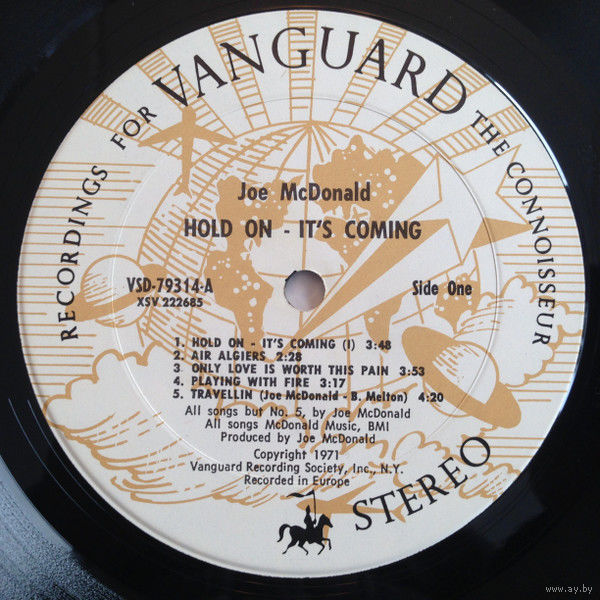 RECORDINGS FOR VANGUARD THE CONNOISSEUR
Joe McDonald
HOLD ON - IT'S COMING
VSD-79314-A
XSV 222685
Side One
1. HOLD ON - IT'S COMING (I) 3:48
2. AIR ALGIERS 2:28
3. ONLY LOVE IS WORTH THIS PAIN 3:53
4. PLAYING WITH FIRE 3:17
5. TRAVELLIN (Joe McDonald - B. Melton) 4:20
All songs but No. 5, by Joe McDonald
All songs McDonald Music, BMI
Produced by Joe McDonald
Copyright 1971
Vanguard Recording Society, Inc., N.Y.
Recorded in Europe
STEREO
www.ay.by